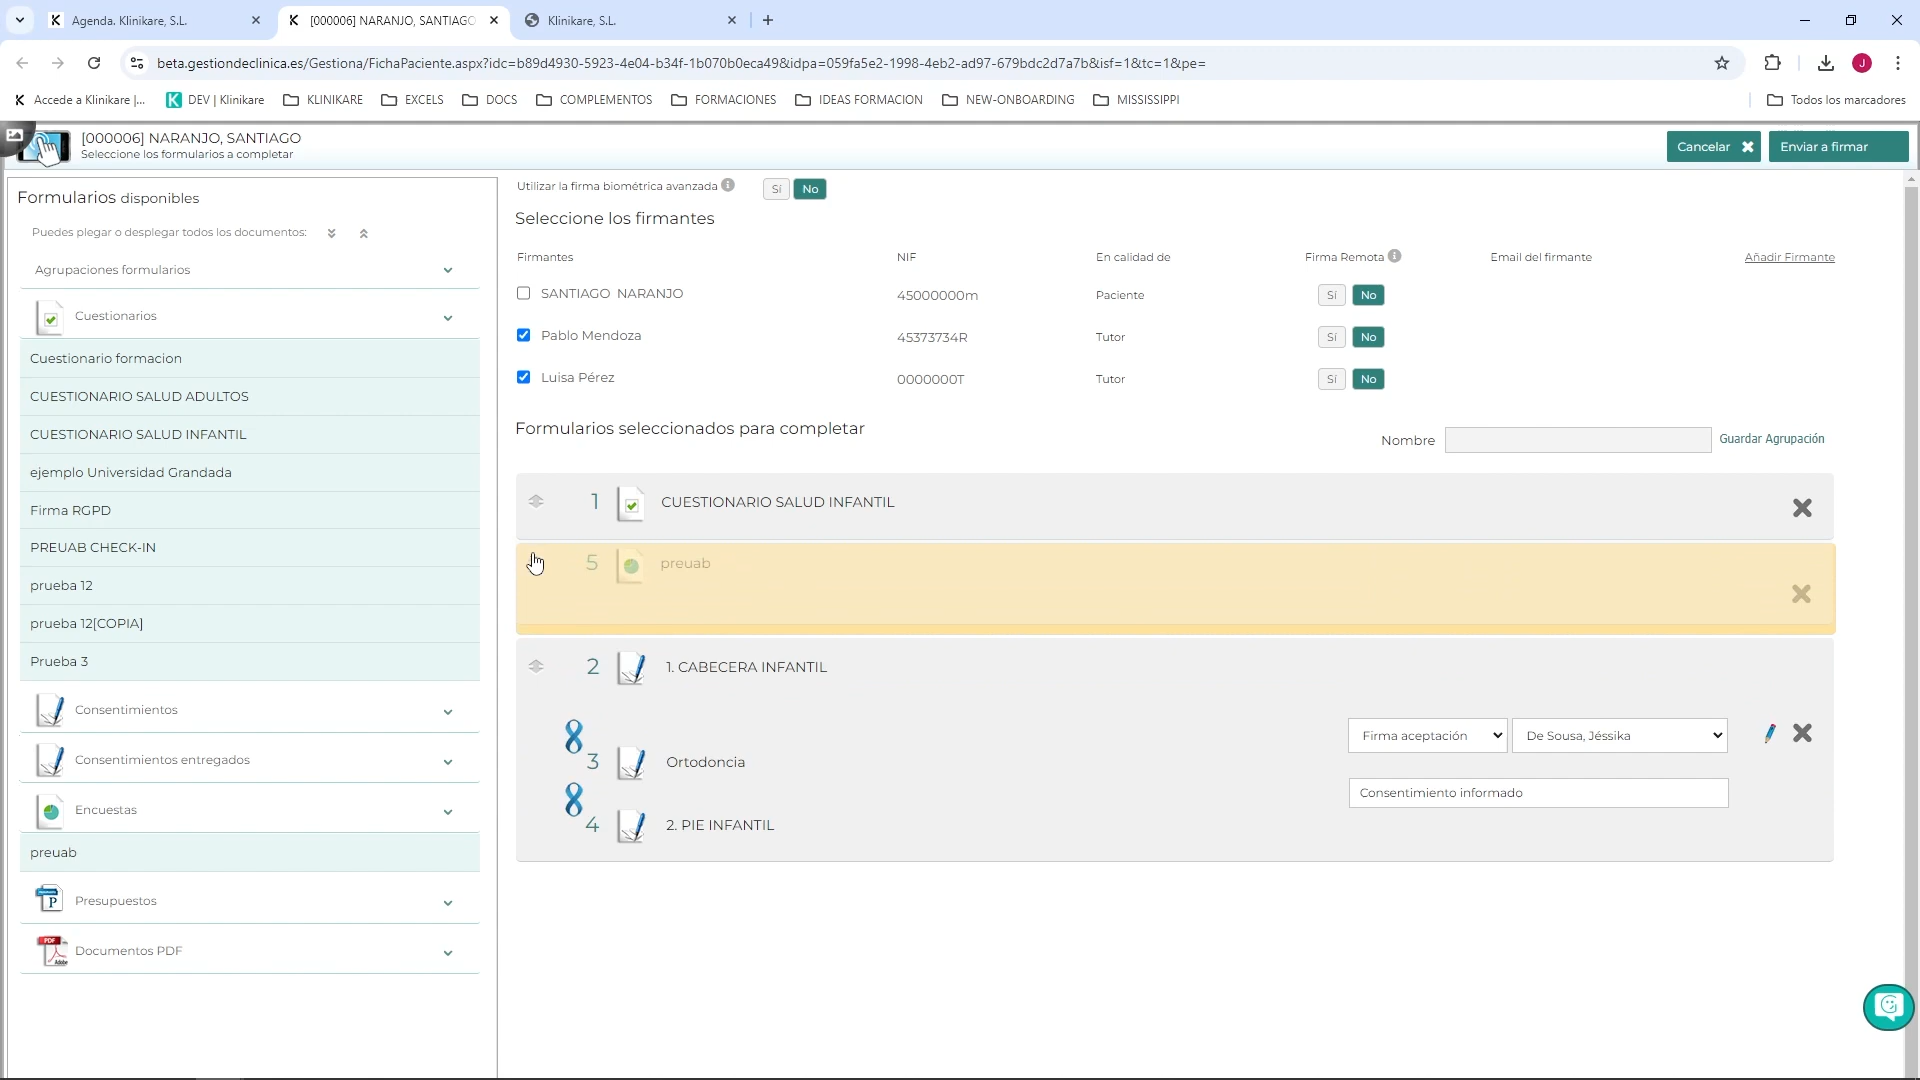 Agenda. Klinikare, S.L.
[000006] NARANJO, SANTIAGO
Klinikare, S.L.
beta.gestiondeclinica.es/Gestiona/FichaPaciente.aspx?idc=b89d4930-5923-4e04-b34f-1b070b0eca49&idpa=059fa5e2-1998-4eb2-ad97-679bdc2d7a7b&isf=1&tc=1&pe=
J
Accede a Klinikare |...
DEV | Klinikare
KLINIKARE
EXCELS
DOCS
COMPLEMENTOS
FORMACIONES
IDEAS FORMACION
NEW-ONBOARDING
MISSISSIPPI
Todos los marcadores
[000006] NARANJO, SANTIAGO
Seleccione los formularios a completar
Cancelar
Enviar a firmar
Formularios disponibles
Puedes plegar o desplegar todos los documentos:
Agrupaciones formularios
Cuestionarios
Cuestionario formacion
CUESTIONARIO SALUD ADULTOS
CUESTIONARIO SALUD INFANTIL
ejemplo Universidad Grandada
Firma RGPD
PREUAB CHECK-IN
prueba 12
prueba 12[COPIA]
Prueba 3
Consentimientos
Consentimientos entregados
Encuestas
preuab
Presupuestos
Documentos PDF
Utilizar la firma biométrica avanzada
Sí No
Seleccione los firmantes
Firmantes NIF En calidad de Firma Remota Email del firmante Añadir Firmante
SANTIAGO NARANJO 45000000m Paciente Sí No
Pablo Mendoza 45373734R Tutor Sí No
Luisa Pérez 0000000T Tutor Sí No
Formularios seleccionados para completar
Nombre Guardar Agrupación
1 CUESTIONARIO SALUD INFANTIL
5 preuab
2 1. CABECERA INFANTIL
Firma aceptación De Sousa, Jéssika
3 Ortodoncia
Consentimiento informado
4 2. PIE INFANTIL